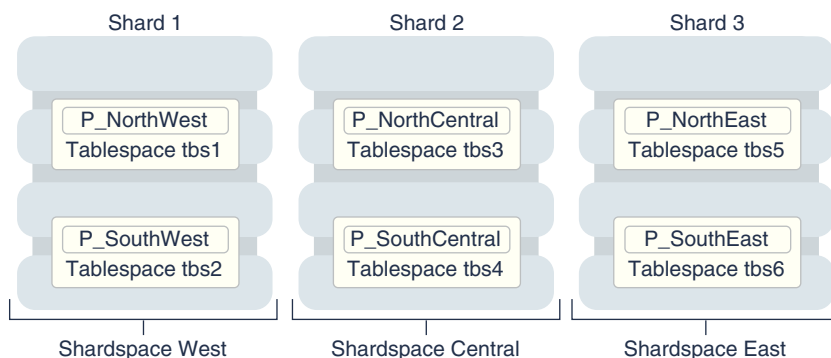 Shard 1
Shard 2
Shard 3
P_NorthWest
Tablespace tbs1
P_NorthCentral
Tablespace tbs3
P_NorthEast
Tablespace tbs5
P_SouthWest
Tablespace tbs2
P_SouthCentral
Tablespace tbs4
P_SouthEast
Tablespace tbs6
Shardspace West
Shardspace Central
Shardspace East